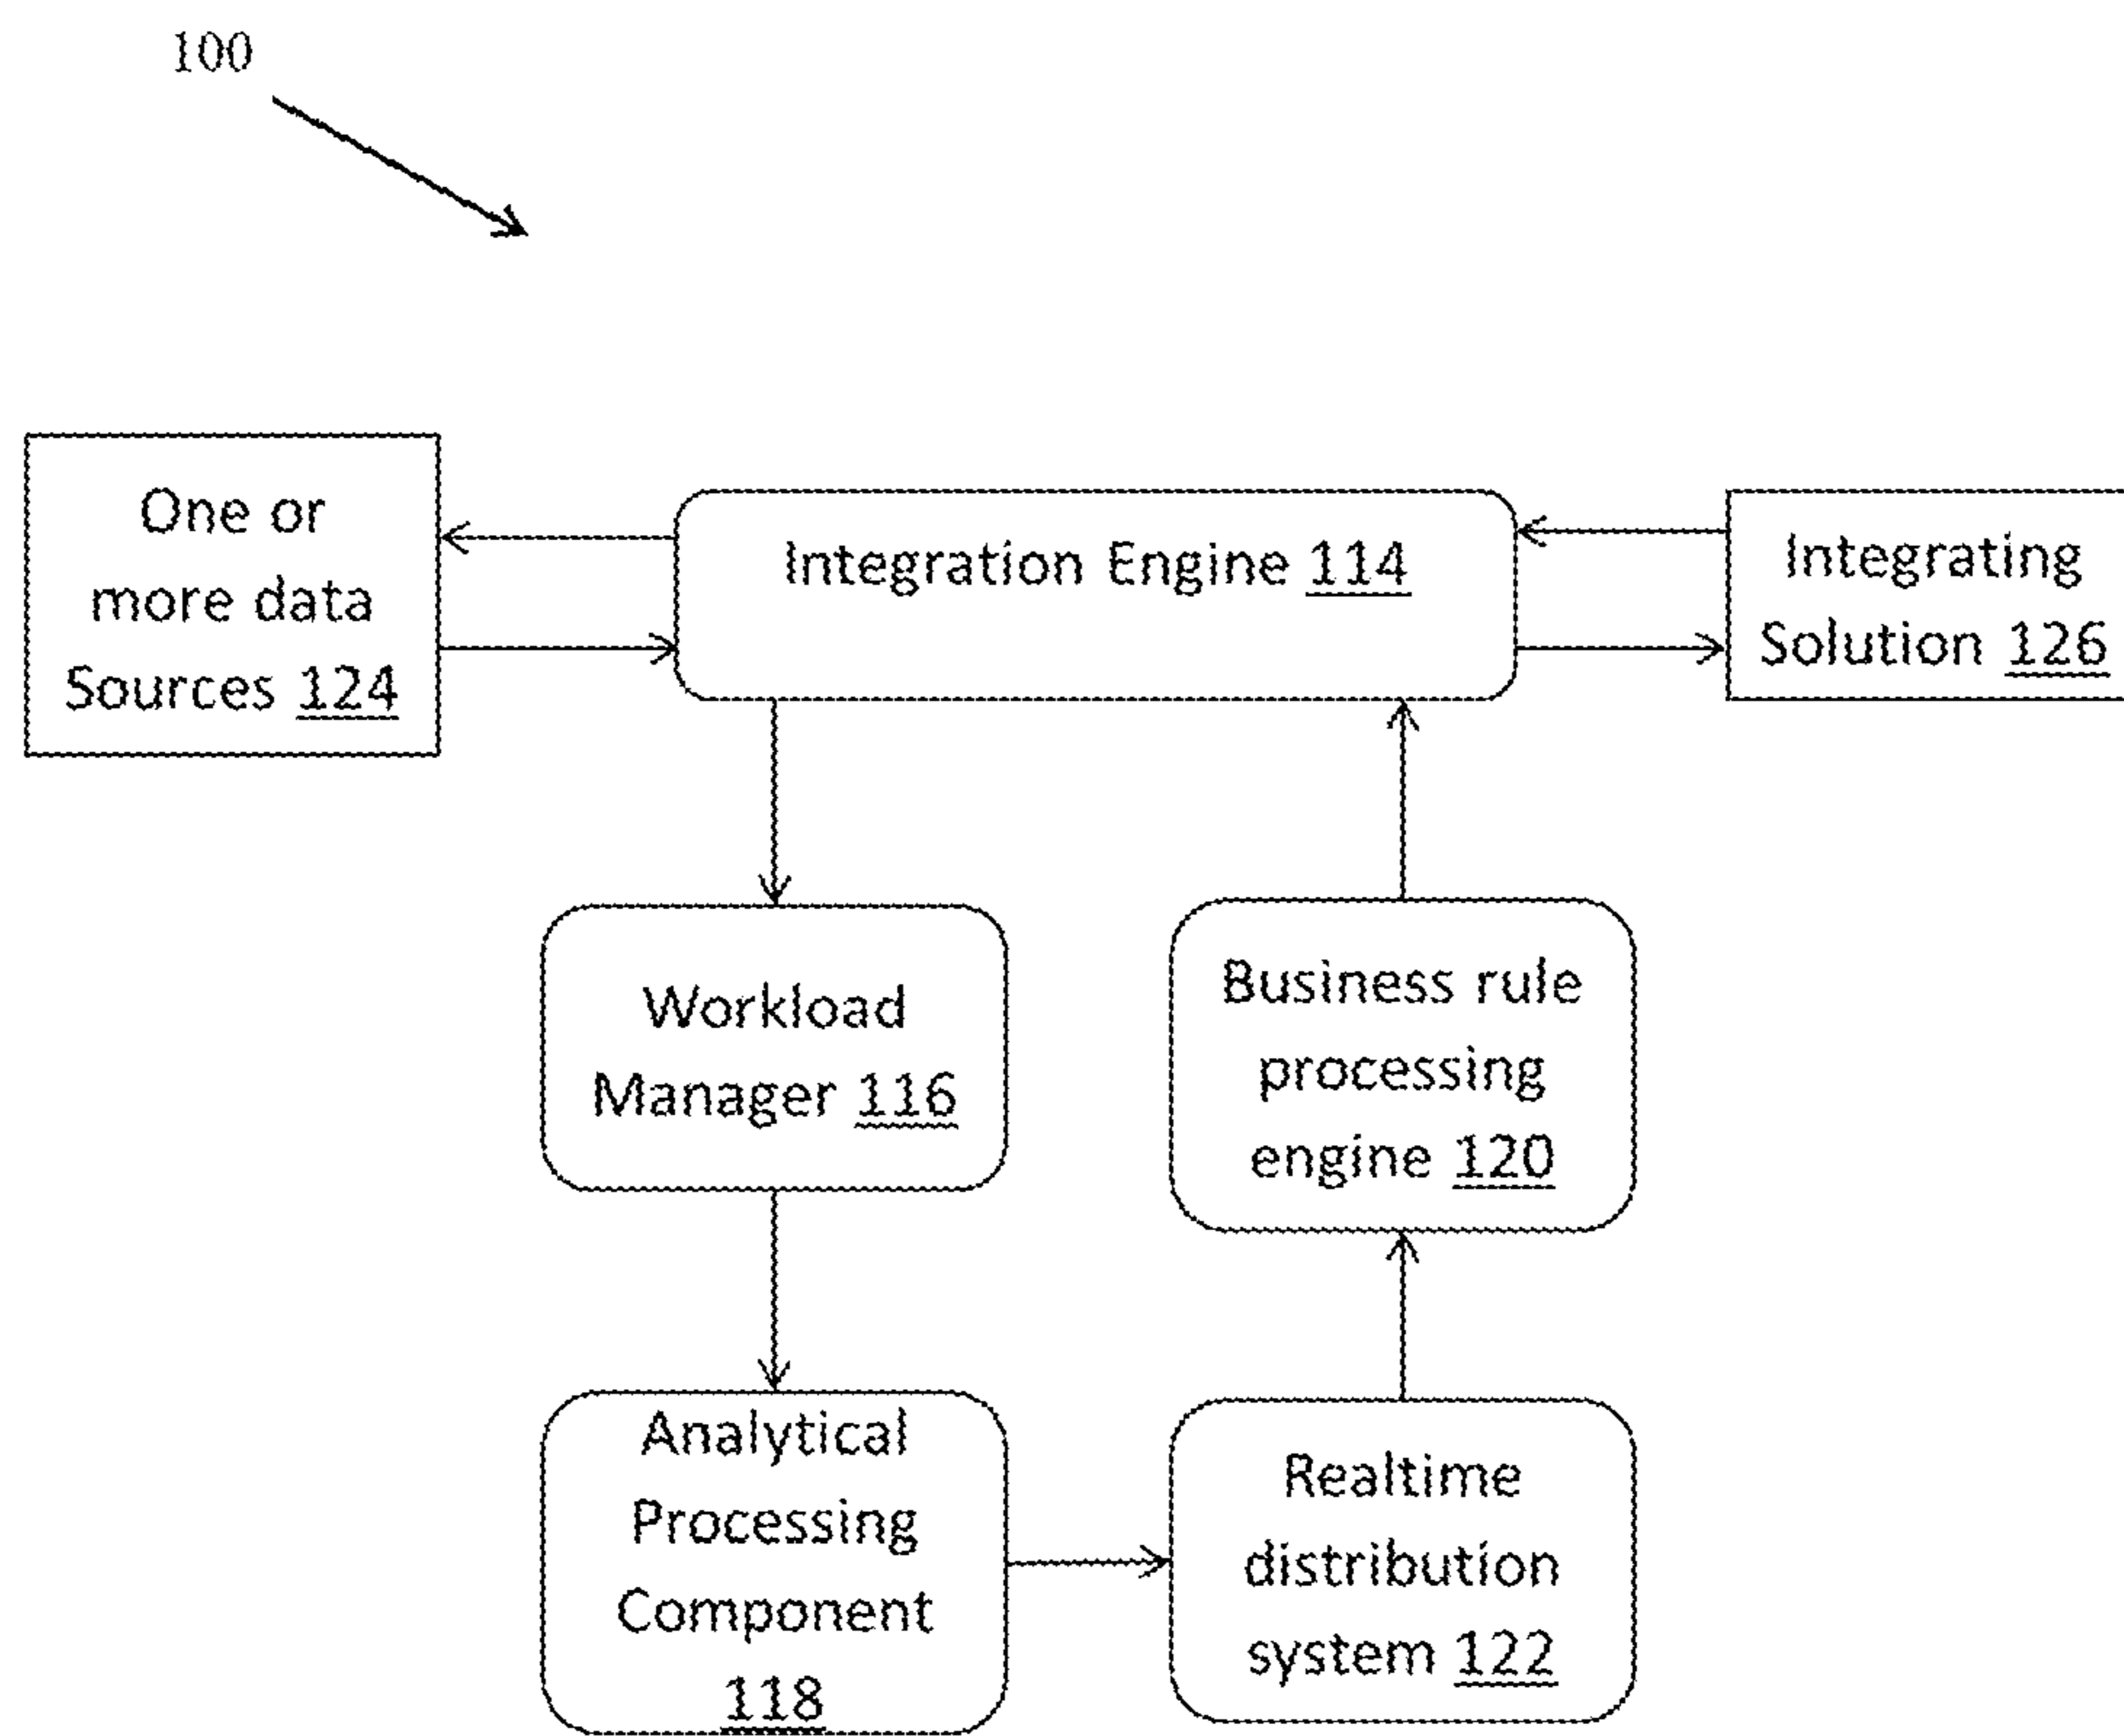 100
One or
more data
Sources 124
Integration Engine 114
Integrating
Solution 126
Workload
Manager 116
Business rule
processing
engine 120
Analytical
Processing
Component
118
Realtime
distribution
system 122